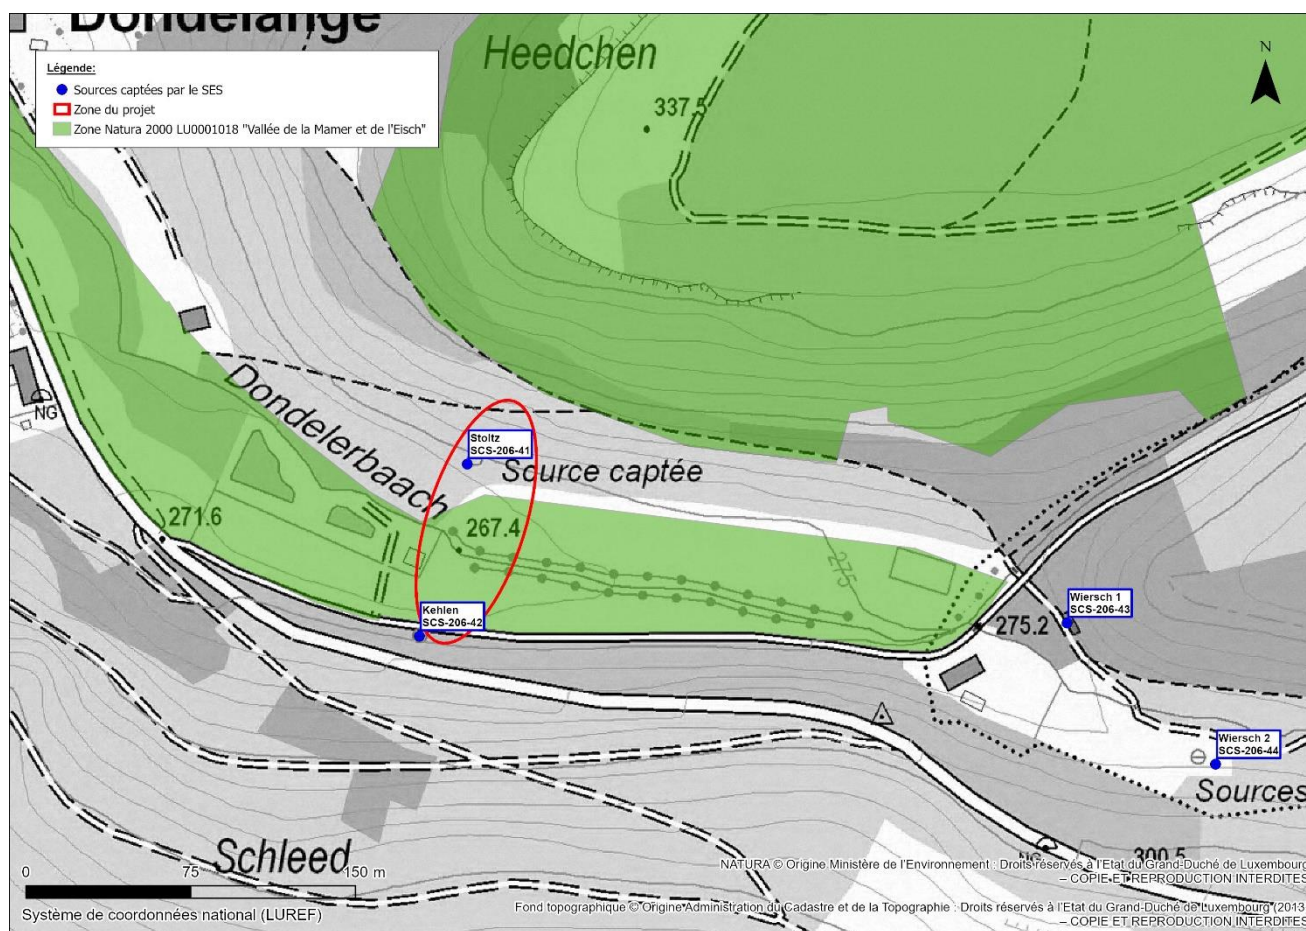 Dondelange
Heedchen
N
Légende:
Sources captées par le SES
Zone du projet
Zone Natura 2000 LU0001018 "Vallée de la Mamer et de l'Eisch"
337.5
NG
Dondelerbaach
Stoltz
SCS-206-41
Source captée
271.6
267.4
275
Kehlen
SCS-206-42
Wiersch 1
SCS-206-43
275.2
Wiersch 2
SCS-206-44
Sources
Schleed
NG
300.5
0 75 150 m
NATURA © Origine Ministère de l'Environnement : Droits réservés à l'Etat du Grand-Duché de Luxembourg
– COPIE ET REPRODUCTION INTERDITES
Système de coordonnées national (LUREF)
Fond topographique © Origine Administration du Cadastre et de la Topographie : Droits réservés à l'Etat du Grand-Duché de Luxembourg (2013)
– COPIE ET REPRODUCTION INTERDITES